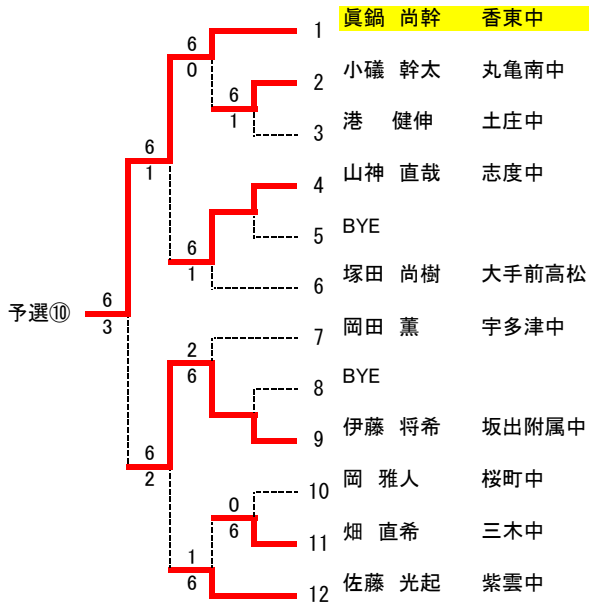 1 眞鍋 尚幹 香東中
6
0
2 小礒 幹太 丸亀南中
6
1
3 港 健伸 土庄中
6
1
4 山神 直哉 志度中
5 BYE
6
1
6 塚田 尚樹 大手前高松
予選⑩
6
3
7 岡田 薫 宇多津中
2
6
8 BYE
9 伊藤 将希 坂出附属中
6
2
10 岡 雅人 桜町中
0
6
11 畑 直希 三木中
1
6
12 佐藤 光起 紫雲中